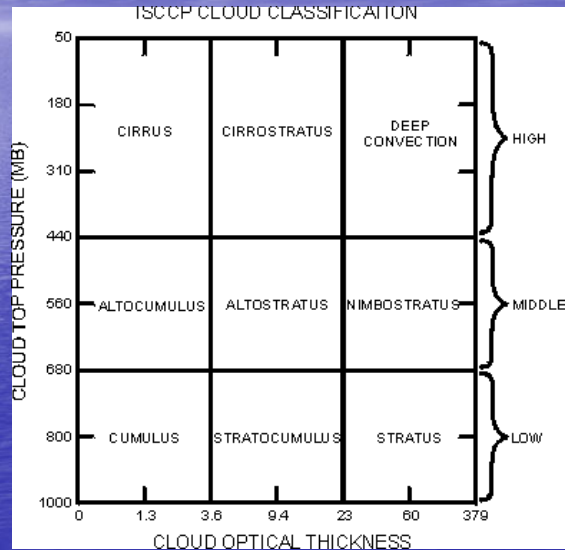 ISCCP CLOUD CLASSIFICATION
50
180
310
440
560
680
800
1000
CLOUD TOP PRESSURE (MB)
CIRRUS
CIRROSTRATUS
DEEP
CONVECTION
HIGH
ALTOCUMULUS
ALTOSTRATUS
NIMBOSTRATUS
MIDDLE
CUMULUS
STRATOCUMULUS
STRATUS
LOW
0 1.3 3.6 9.4 23 60 379
CLOUD OPTICAL THICKNESS